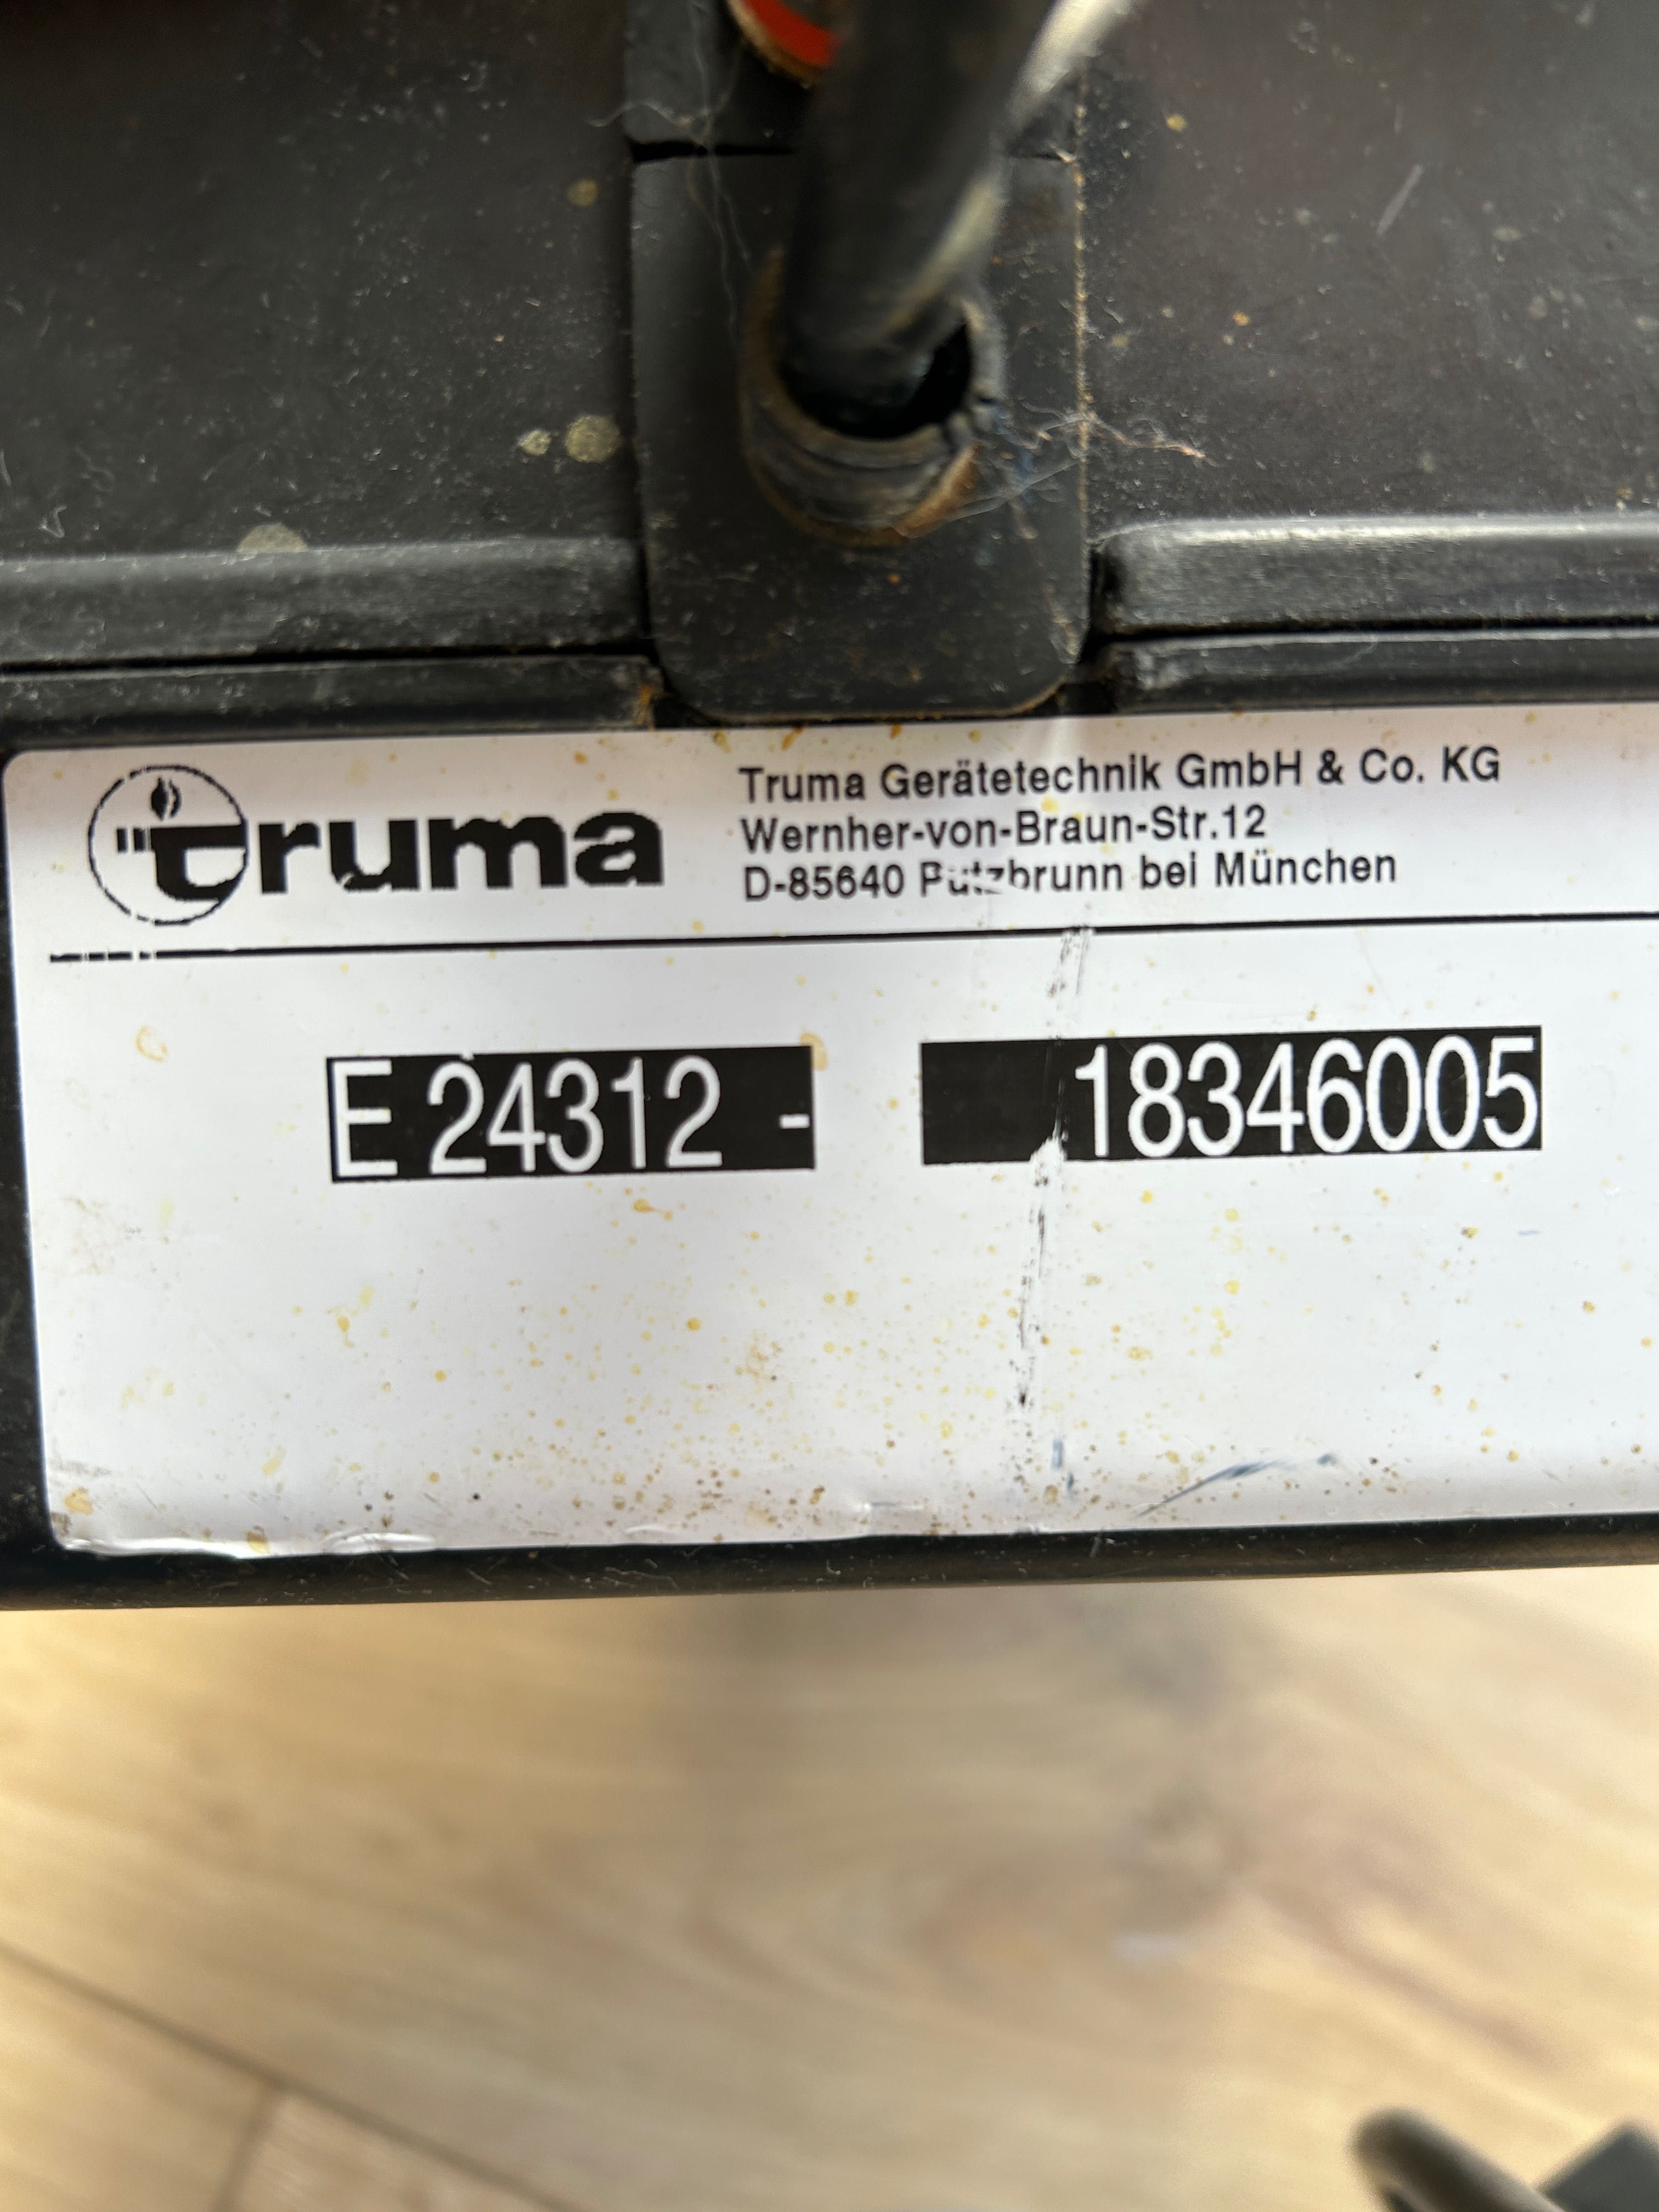 truma
Truma Gerätetechnik GmbH & Co. KG
Wernher-von-Braun-Str.12
D-85640 Putzbrunn bei München
E 24312 - 18346005